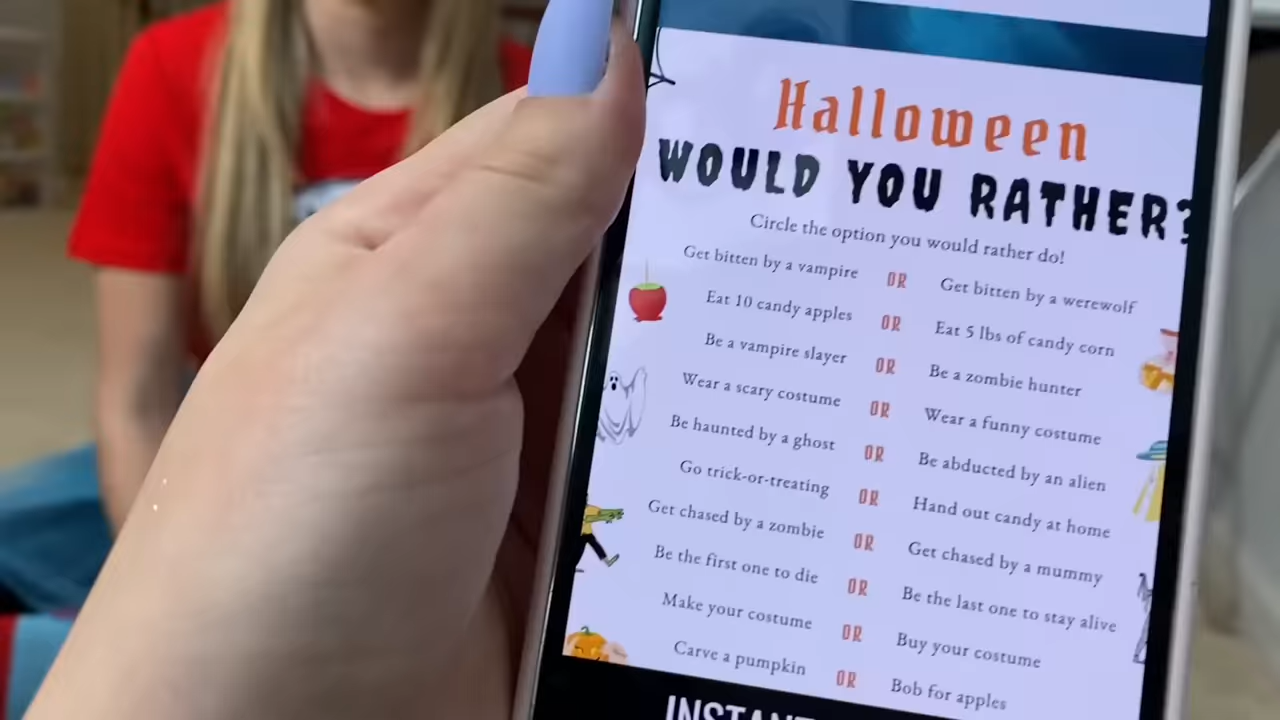 Halloween
WOULD YOU RATHER?
Circle the option you would rather do!
Get bitten by a vampire OR Get bitten by a werewolf
Eat 10 candy apples OR Eat 5 lbs of candy corn
Be a vampire slayer OR Be a zombie hunter
Wear a scary costume OR Wear a funny costume
Be haunted by a ghost OR Be abducted by an alien
Go trick-or-treating OR Hand out candy at home
Get chased by a zombie OR Get chased by a mummy
Be the first one to die OR Be the last one to stay alive
Make your costume OR Buy your costume
Carve a pumpkin OR Bob for apples
INSTANT